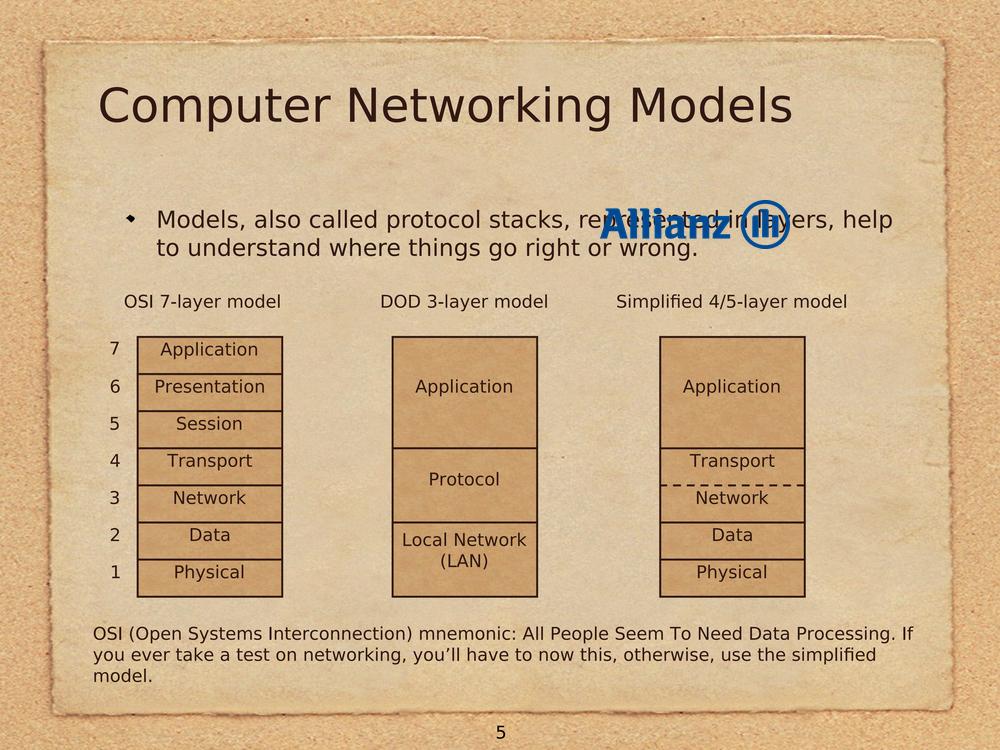 Computer Networking Models
Models, also called protocol stacks, represented in layers, help
to understand where things go right or wrong.
Allianz
OSI 7-layer model
DOD 3-layer model
Simplified 4/5-layer model
7 Application
6 Presentation
5 Session
4 Transport
3 Network
2 Data
1 Physical
Application
Protocol
Local Network
(LAN)
Application
Transport
Network
Data
Physical
OSI (Open Systems Interconnection) mnemonic: All People Seem To Need Data Processing. If
you ever take a test on networking, you’ll have to now this, otherwise, use the simplified
model.
5